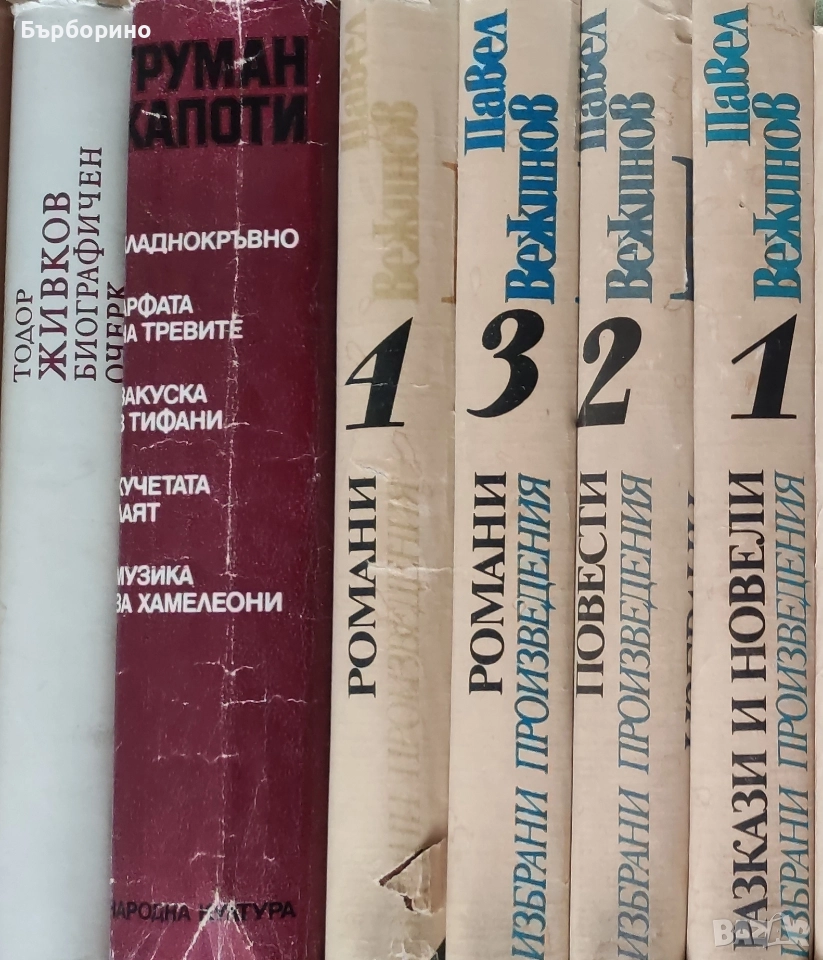 Бърборино
ТОДОР
ЖИВКОВ
БИОГРАФИЧЕН
ОЧЕРК
ТРУМАН
КАПОТИ
ЛАДНОКРЪВНО
АРФАТА
НА ТРЕВИТЕ
ЗАКУСКА
В ТИФАНИ
КУЧЕТАТА
ЛАЯТ
МУЗИКА
ЗА ХАМЕЛЕОНИ
НАРОДНА КУЛТУРА
Павел
Вежинов
4
РОМАНИ
ИЗБРАНИ ПРОИЗВЕДЕНИЯ
Павел
Вежинов
3
РОМАНИ
ИЗБРАНИ ПРОИЗВЕДЕНИЯ
Павел
Вежинов
2
ПОВЕСТИ
ИЗБРАНИ ПРОИЗВЕДЕНИЯ
Павел
Вежинов
1
РАЗКАЗИ И НОВЕЛИ
ИЗБРАНИ ПРОИЗВЕДЕНИЯ